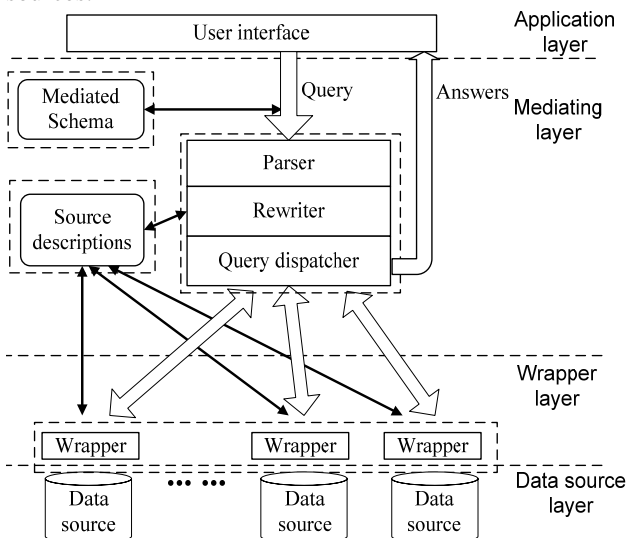 sources.
User interface
Application
layer
Query
Answers
Mediated
Schema
Mediating
layer
Parser
Rewriter
Query dispatcher
Source
descriptions
Wrapper
layer
Wrapper
Wrapper
Wrapper
... ...
Data
source
Data
source
Data
source
Data source
layer